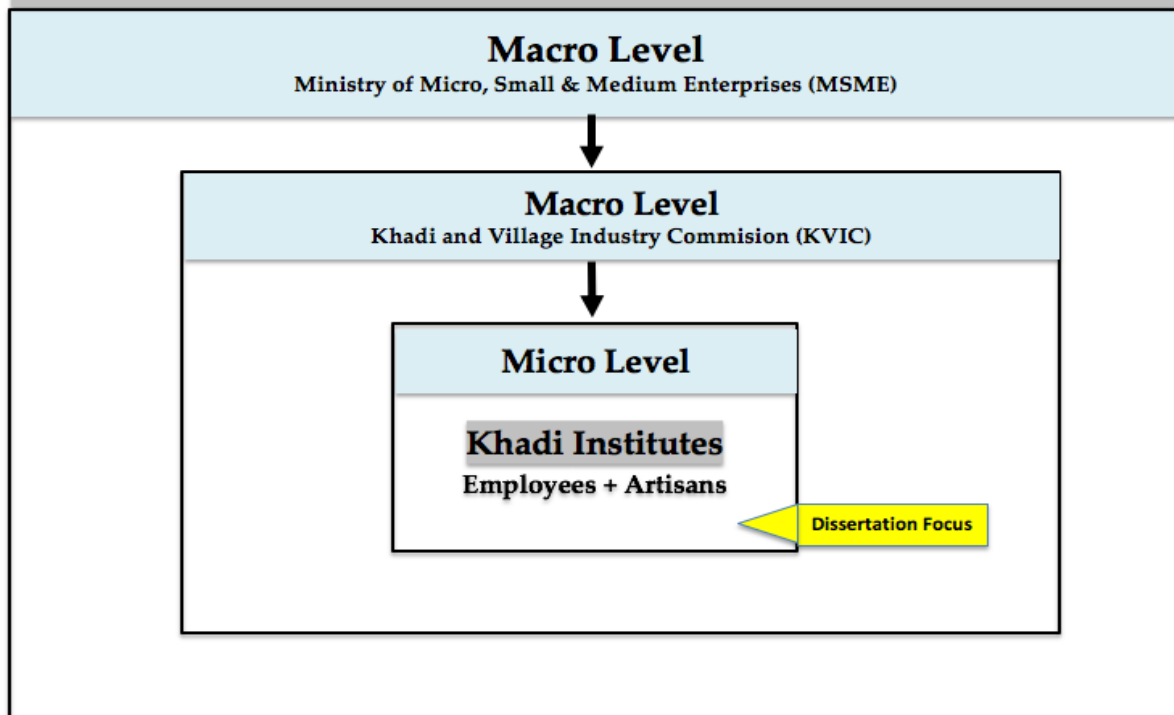 Macro Level
Ministry of Micro, Small & Medium Enterprises (MSME)
Macro Level
Khadi and Village Industry Commision (KVIC)
Micro Level
Khadi Institutes
Employees + Artisans
Dissertation Focus